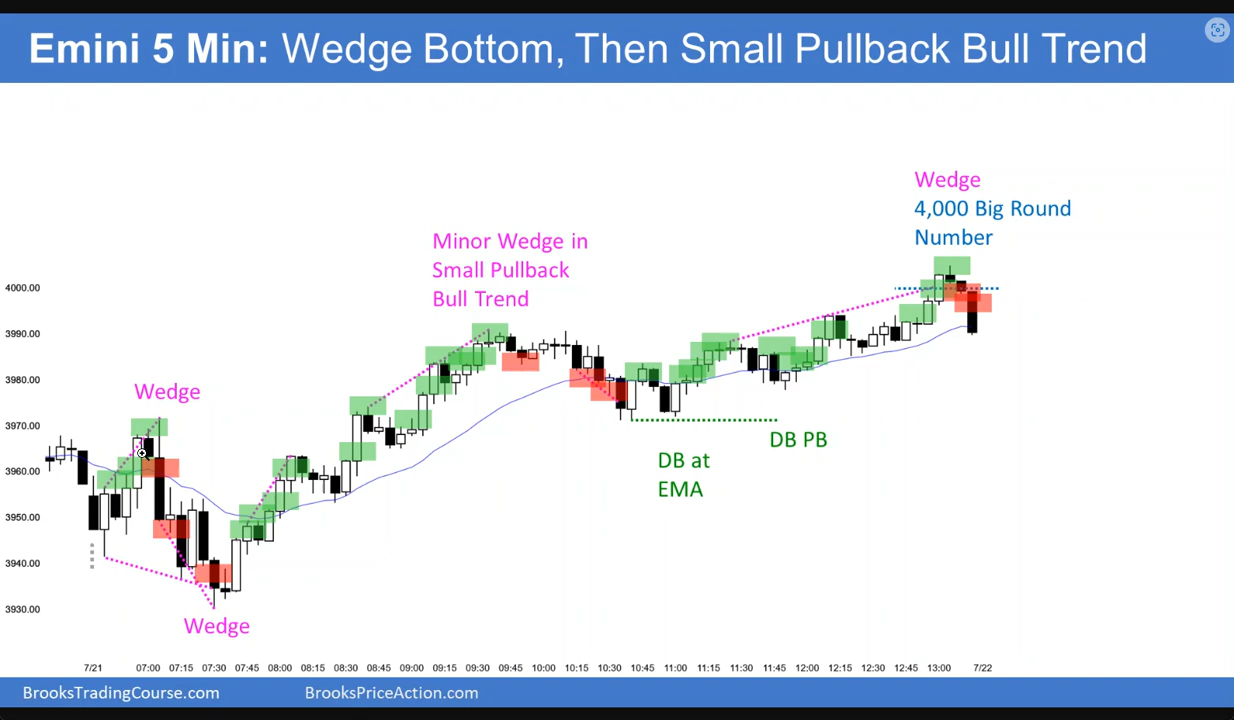 Emini 5 Min: Wedge Bottom, Then Small Pullback Bull Trend
Wedge
4,000 Big Round
Number
Minor Wedge in
Small Pullback
Bull Trend
Wedge
DB PB
DB at
EMA
Wedge
4000.00
3990.00
3980.00
3970.00
3960.00
3950.00
3940.00
3930.00
7/21 07:00 07:15 07:30 07:45 08:00 08:15 08:30 08:45 09:00 09:15 09:30 09:45 10:00 10:15 10:30 10:45 11:00 11:15 11:30 11:45 12:00 12:15 12:30 12:45 13:00 7/22
BrooksTradingCourse.com BrooksPriceAction.com